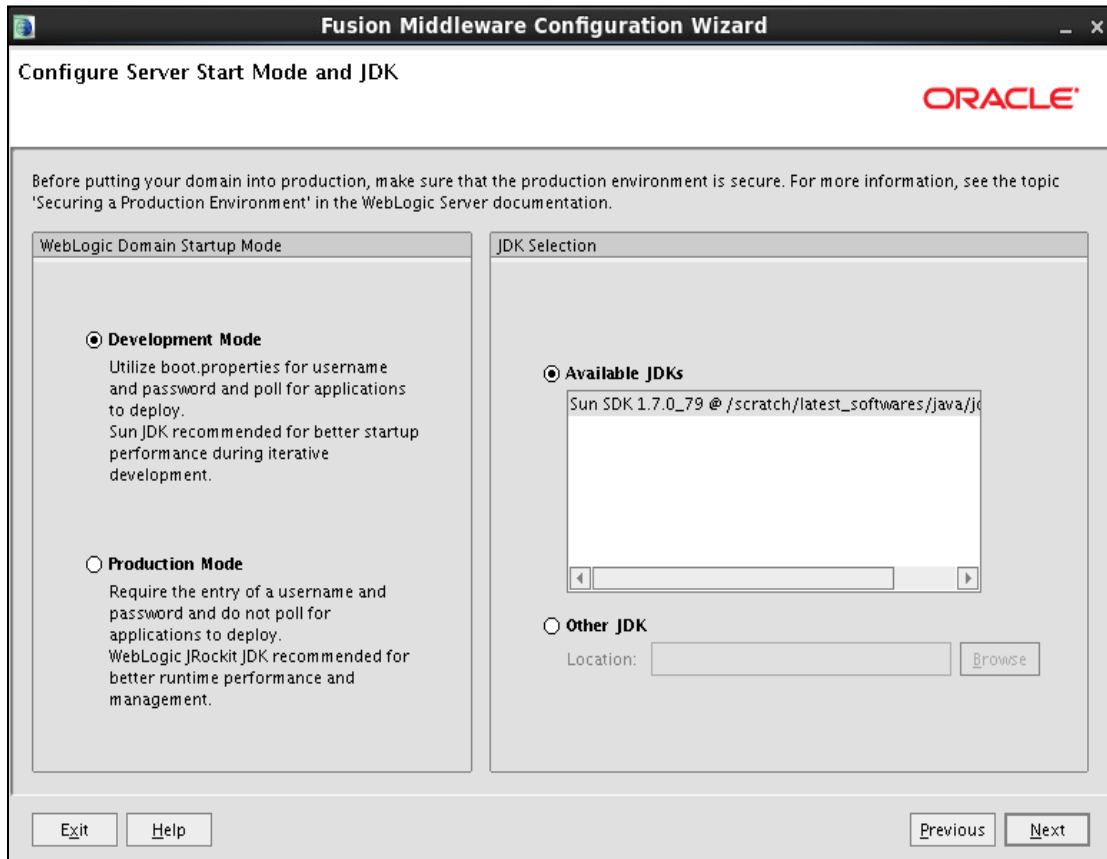 Fusion Middleware Configuration Wizard
Configure Server Start Mode and JDK
ORACLE
Before putting your domain into production, make sure that the production environment is secure. For more information, see the topic
'Securing a Production Environment' in the WebLogic Server documentation.
WebLogic Domain Startup Mode
Development Mode
Utilize boot.properties for username
and password and poll for applications
to deploy.
Sun JDK recommended for better startup
performance during iterative
development.
Production Mode
Require the entry of a username and
password and do not poll for
applications to deploy.
WebLogic JRockit JDK recommended for
better runtime performance and
management.
JDK Selection
Available JDKs
Sun SDK 1.7.0_79 @ /scratch/latest_softwares/java/
Other JDK
Location:
Browse
Exit
Help
Previous
Next